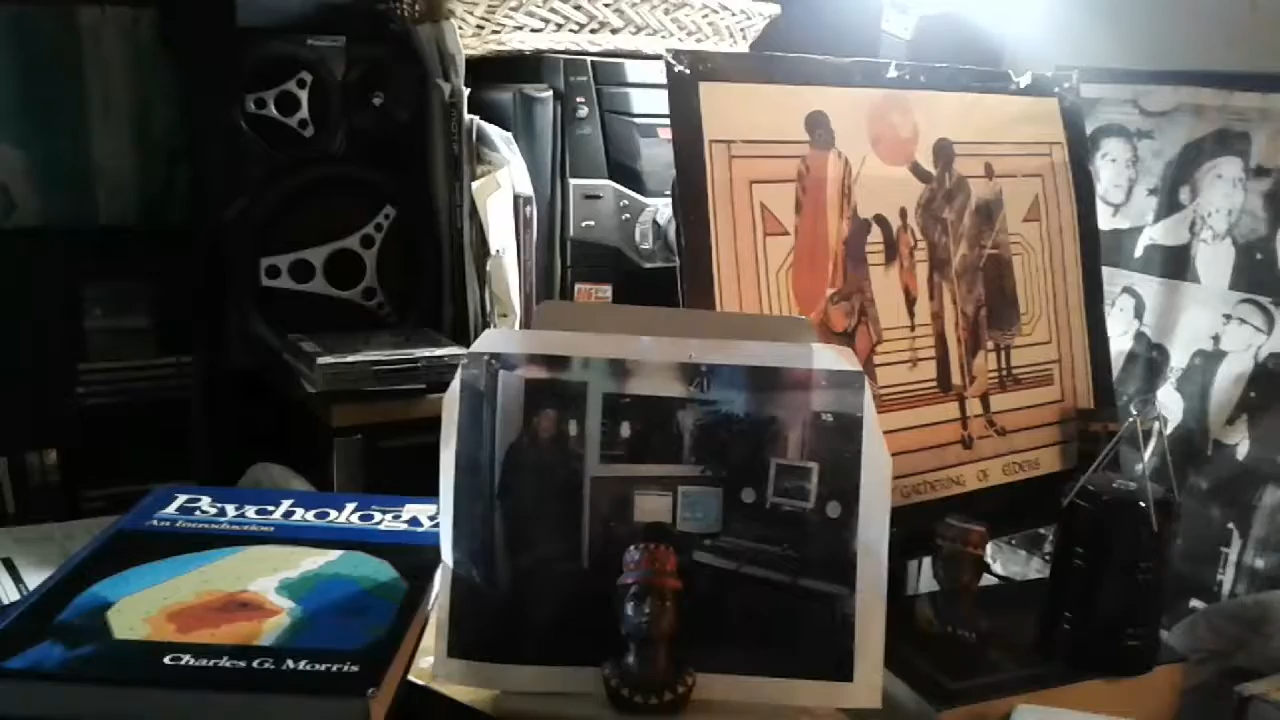 Psychology
An Introduction
Charles G. Morris
GATHERING OF ELDERS